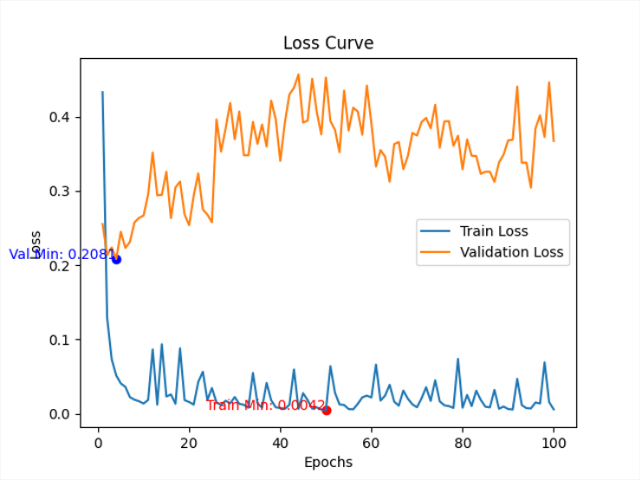 Loss Curve
0.4
0.3
0.2
0.1
0.0
Loss
Val Min: 0.2081
Train Min: 0.0042
Train Loss
Validation Loss
0
20
40
60
80
100
Epochs